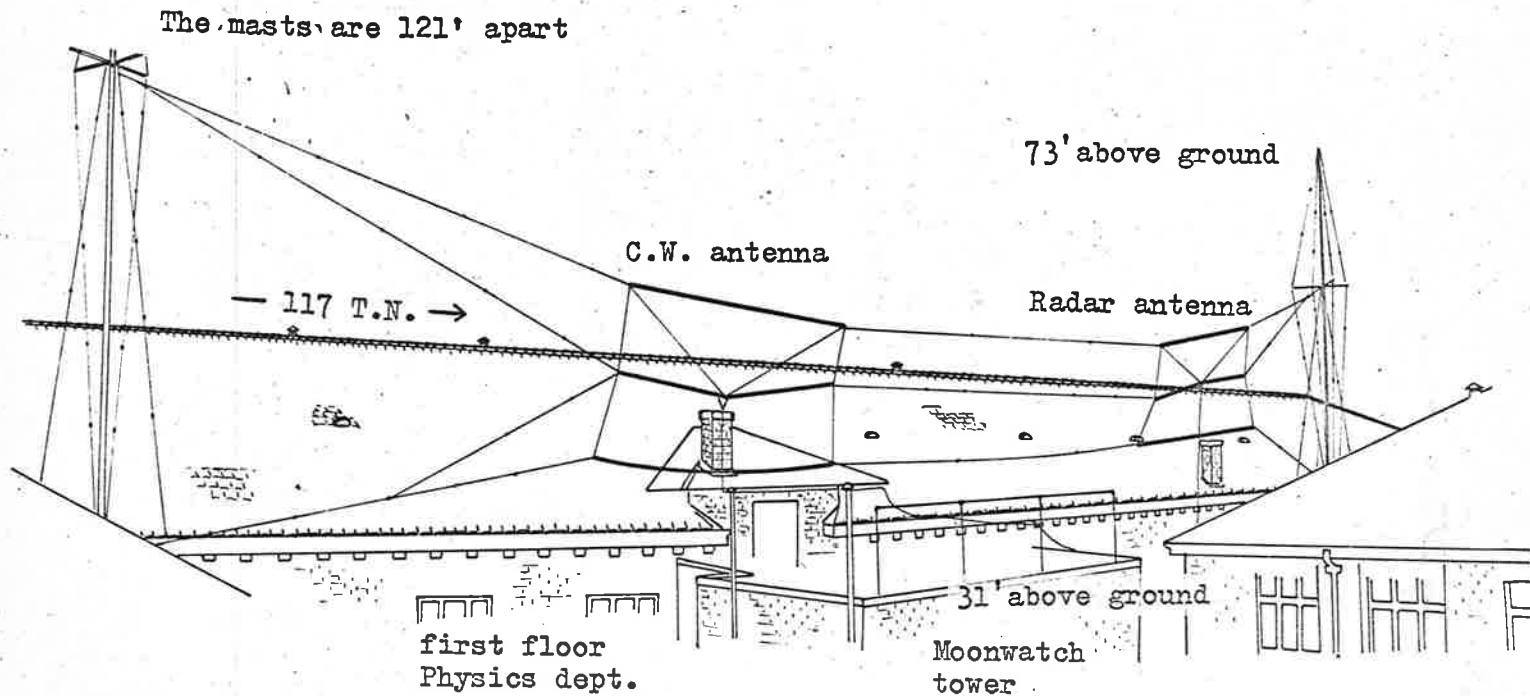 The masts are 121' apart
73' above ground
C.W. antenna
— 117 T.N. →
Radar antenna
31' above ground
first floor
Physics dept.
Moonwatch
tower